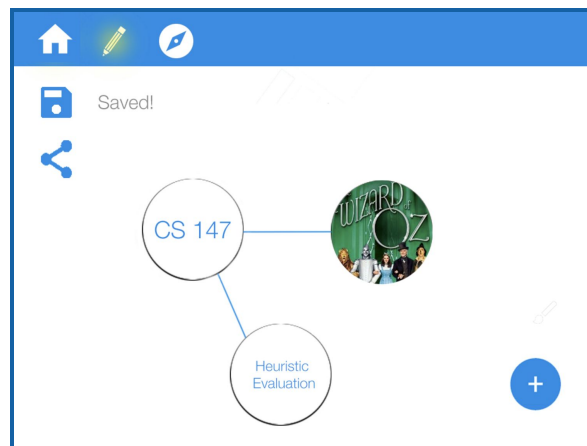 Saved!
CS 147
WIZARD
of
OZ
Heuristic
Evaluation
+